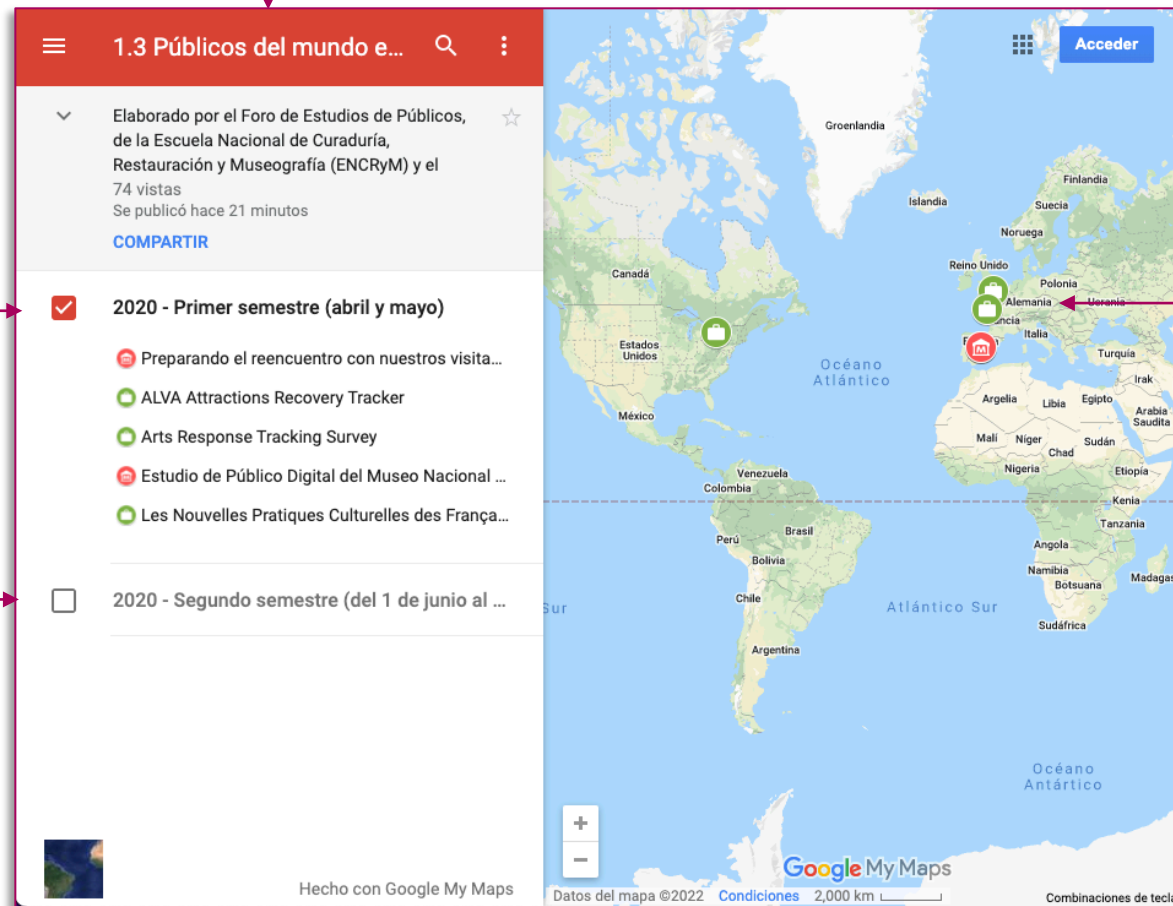 1.3 Públicos del mundo e...
Elaborado por el Foro de Estudios de Públicos,
de la Escuela Nacional de Curaduría,
Restauración y Museografía (ENCRyM) y el
74 vistas
Se publicó hace 21 minutos
COMPARTIR
2020 - Primer semestre (abril y mayo)
Preparando el reencuentro con nuestros visita...
ALVA Attractions Recovery Tracker
Arts Response Tracking Survey
Estudio de Público Digital del Museo Nacional ...
Les Nouvelles Pratiques Culturelles des França...
2020 - Segundo semestre (del 1 de junio al ...
Hecho con Google My Maps
Acceder
Groenlandia
Finlandia
Islandia
Suecia
Noruega
Reino Unido
Canadá
Polonia
Alemania
Ucrania
ncia
Estados
Unidos
Italia
Turquía
Océano
Atlántico
Irak
Argelia
Libia
Egipto
Arabia
Saudita
México
Malí
Níger
Sudán
Chad
Venezuela
Nigeria
Etiopía
Colombia
Kenia
Tanzania
Perú
Brasil
Angola
Bolivia
Namibia
Botsuana
Madagas
Chile
Sur
Atlántico Sur
Sudáfrica
Argentina
Océano
Antártico
+
−
Google My Maps
Datos del mapa ©2022
Condiciones
2,000 km
Combinaciones de tecl